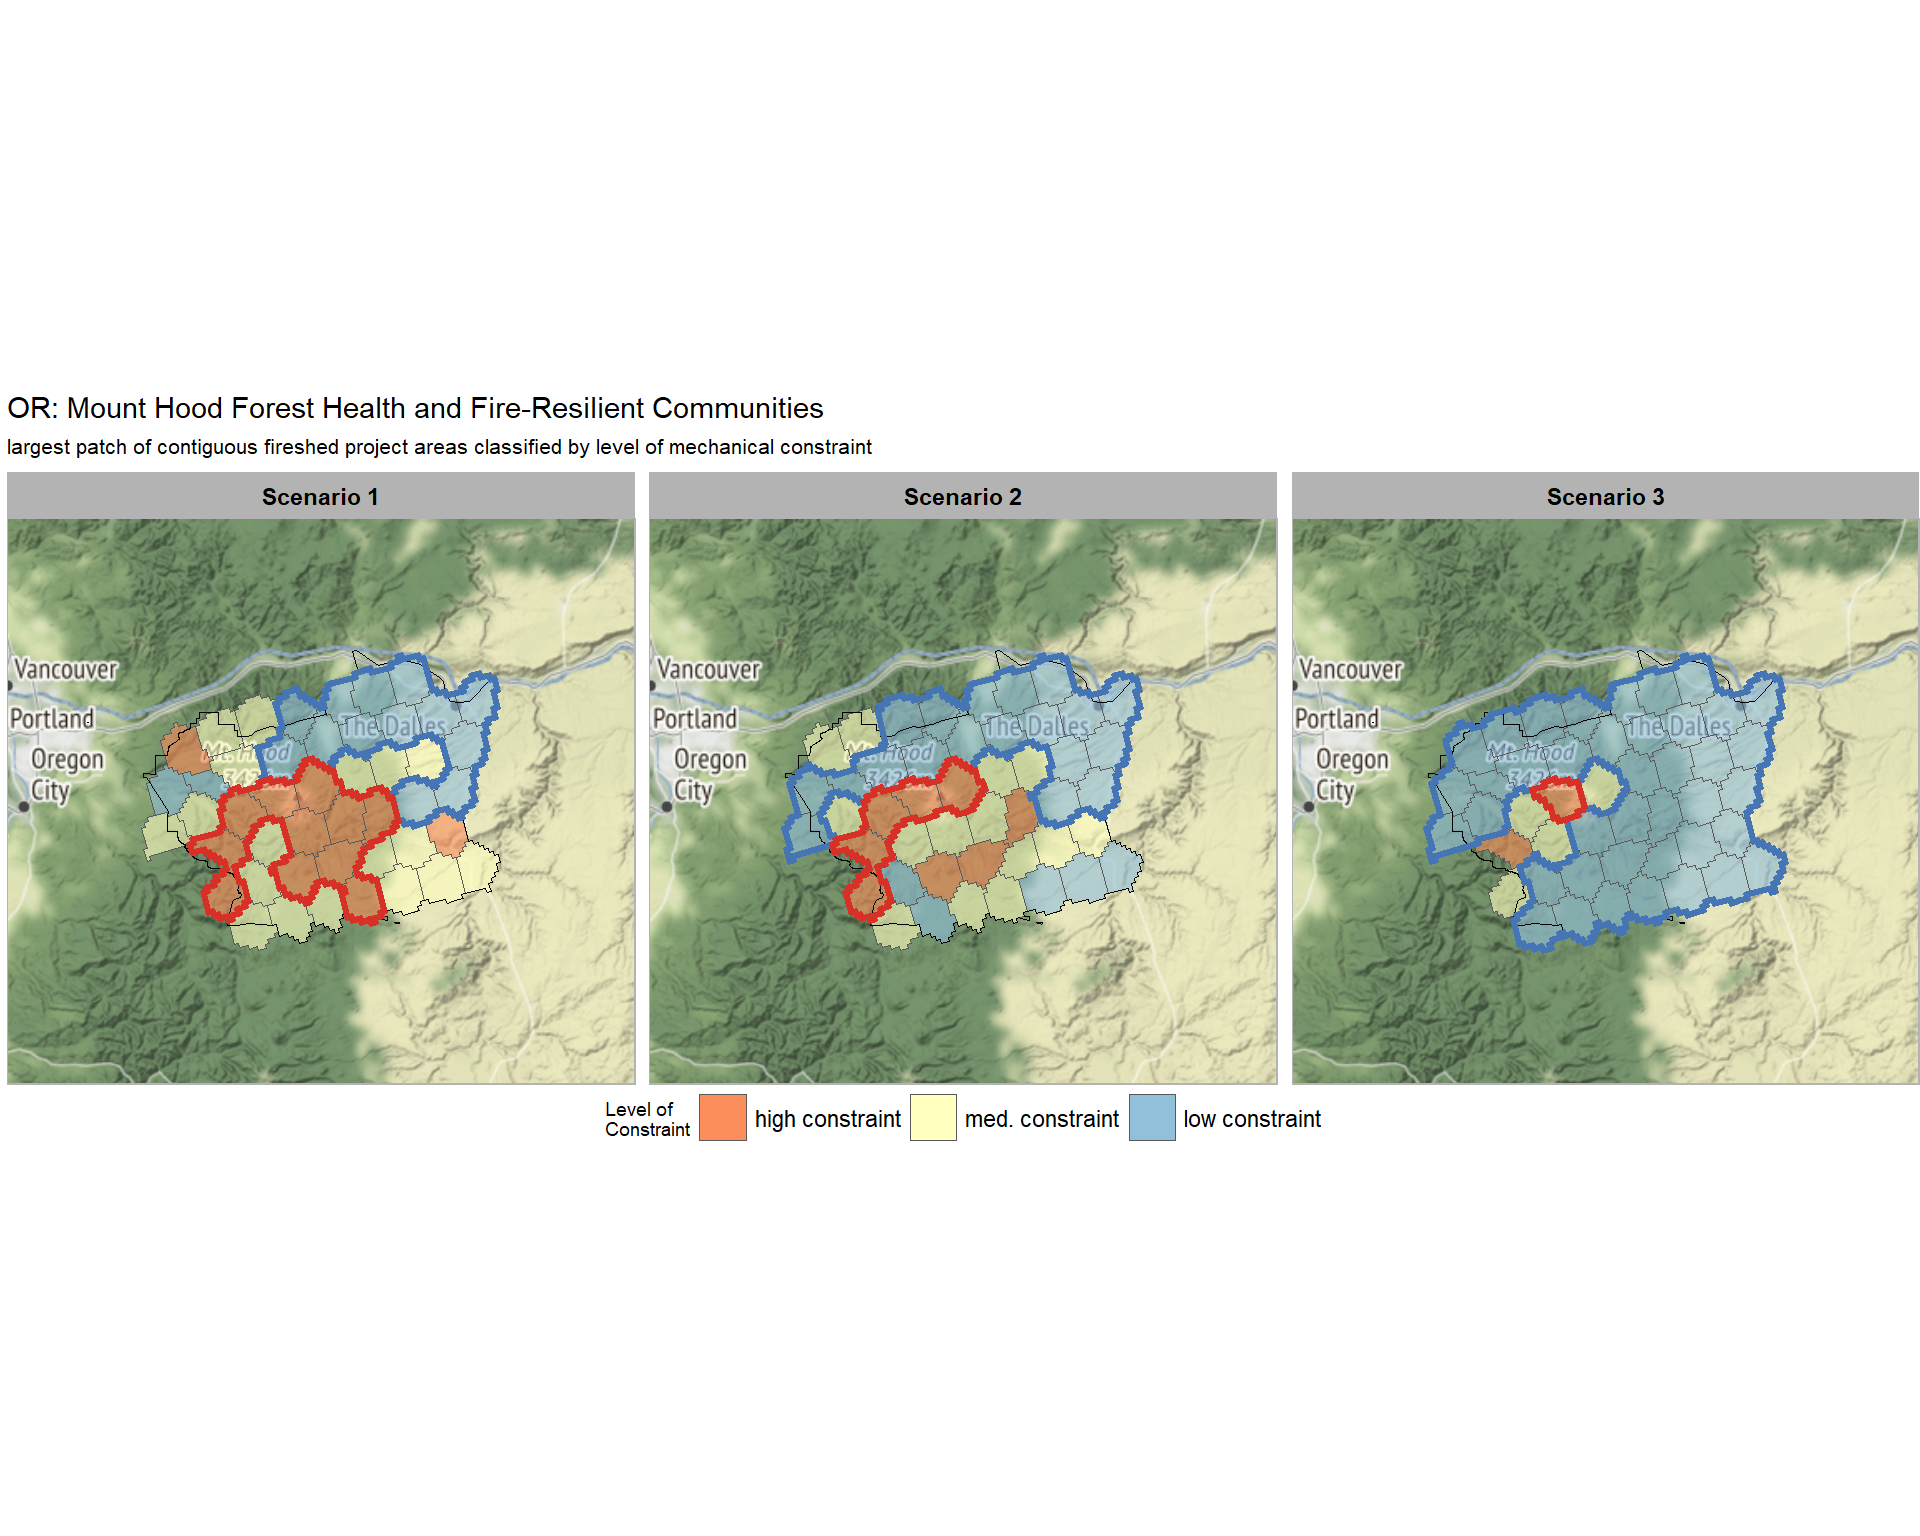 OR: Mount Hood Forest Health and Fire-Resilient Communities
largest patch of contiguous fireshed project areas classified by level of mechanical constraint
Scenario 1
Scenario 2
Scenario 3
Vancouver
Portland
Oregon
City
Mt. Hood
The Dalles
Vancouver
Portland
Oregon
City
Mt. Hood
The Dalles
Vancouver
Portland
Oregon
City
Mt. Hood
The Dalles
Level of
Constraint
high constraint
med. constraint
low constraint